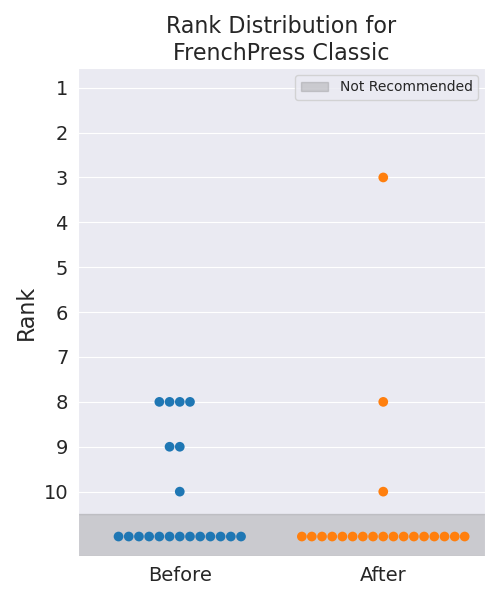 Rank Distribution for
FrenchPress Classic
Not Recommended
1
2
3
4
5
6
7
8
9
10
Rank
Before
After